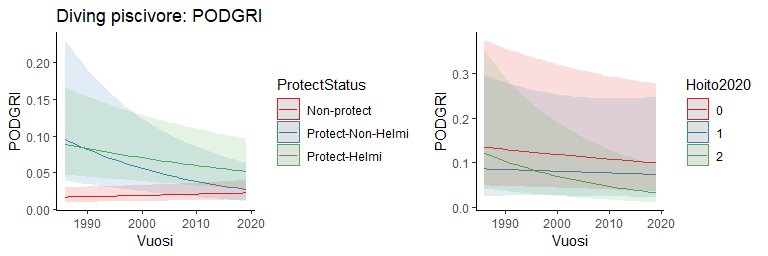 Diving piscivore: PODGRI
PODGRI
0.20
0.15
0.10
0.05
0.00
1990 2000 2010 2020
Vuosi
ProtectStatus
Non-protect
Protect-Non-Helmi
Protect-Helmi
PODGRI
0.3
0.2
0.1
0.0
1990 2000 2010 2020
Vuosi
Hoito2020
0
1
2